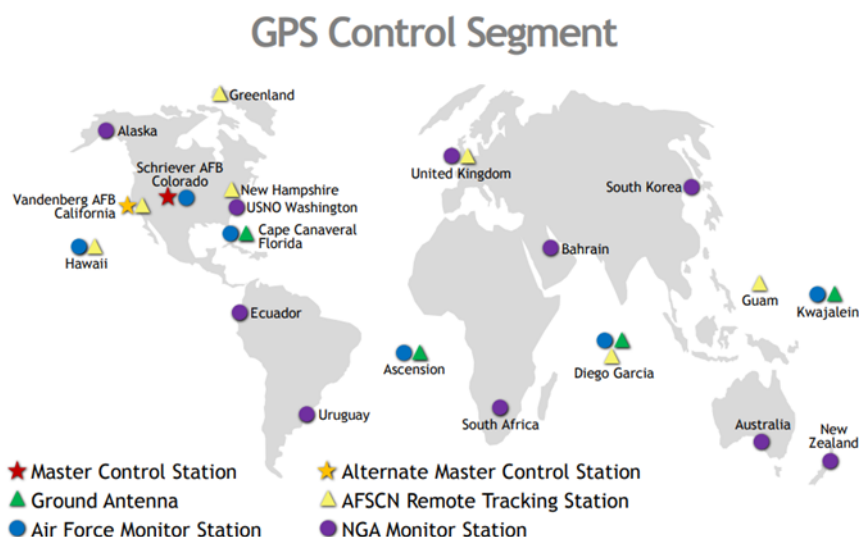 GPS Control Segment
Greenland
Alaska
Schriever AFB
Colorado
Vandenberg AFB
California
New Hampshire
USNO Washington
Cape Canaveral
Florida
Hawaii
United Kingdom
South Korea
Bahrain
Guam
Kwajalein
Ecuador
Ascension
Diego Garcia
Uruguay
South Africa
Australia
New
Zealand
Master Control Station
Alternate Master Control Station
Ground Antenna
AFSCN Remote Tracking Station
Air Force Monitor Station
NGA Monitor Station